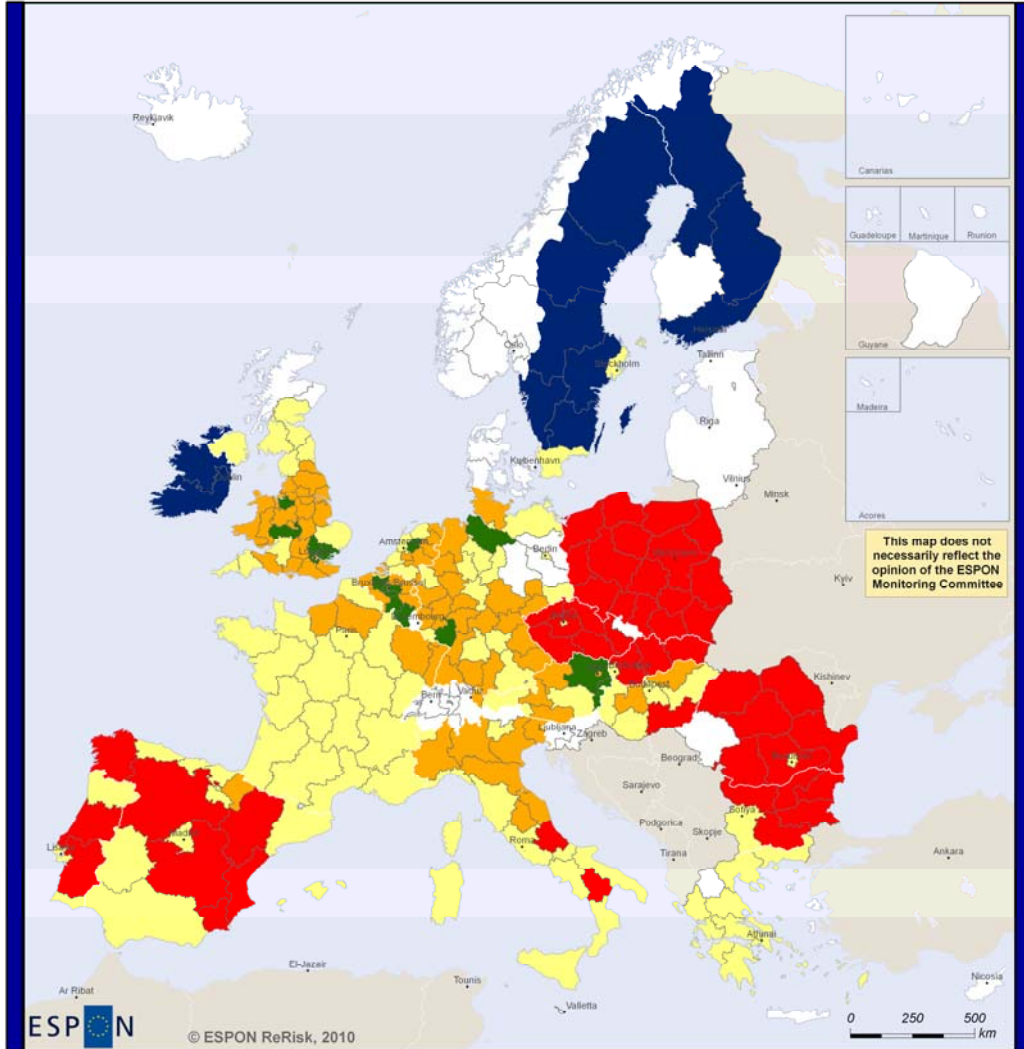 Reykjavik
Canarias
Guadeloupe
Martinique
Riunion
Guyane
Madeira
Acores
This map does not
necessarily reflect the
opinion of the ESPON
Monitoring Committee
Oslo
Helsinki
Tallinn
Stockholm
Riga
København
Vilnius
Minsk
Berlin
Kyiv
Paris
Bern
Vaduz
Budapest
Kishinev
Ljubljana
Zagreb
Beograd
Sarajevo
Podgorica
Sofiya
Skopje
Tirana
Roma
Ankara
Athinai
El-Jazair
Tounis
Ar Ribat
Valletta
Nicosia
ESPON
© ESPON ReRisk, 2010
0 250 500
km